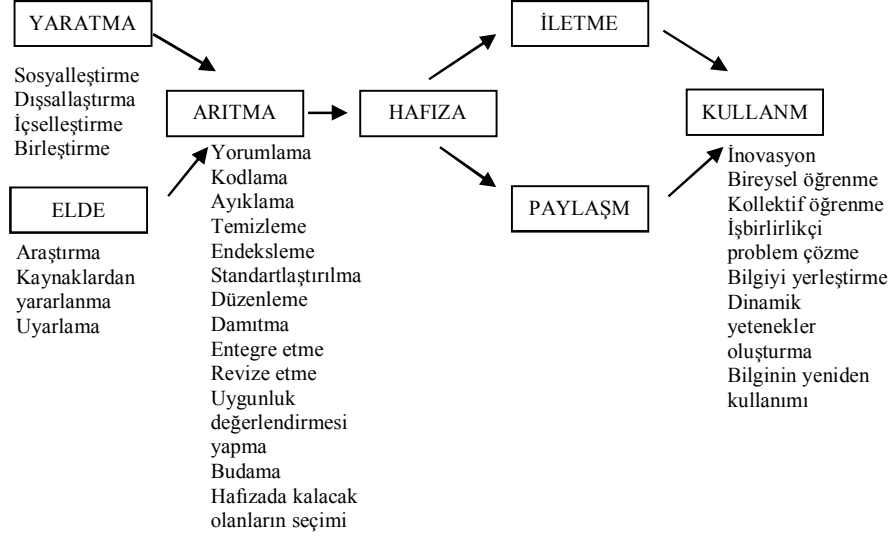 YARATMA
Sosyalleştirme
Dışsallaştırma
İçselleştirme
Birleştirme
ELDE
Araştırma
Kaynaklardan
yararlanma
Uyarlama
ARITMA
Yorumlama
Kodlama
Ayıklama
Temizleme
Endeksleme
Standartlaştırılma
Düzenleme
Damıtma
Entegre etme
Revize etme
Uygunluk
değerlendirmesi
yapma
Budama
Hafızada kalacak
olanların seçimi
HAFIZA
İLETME
PAYLAŞM
KULLANM
İnovasyon
Bireysel öğrenme
Kollektif öğrenme
İşbirlirlikçi
problem çözme
Bilgiyi yerleştirme
Dinamik
yetenekler
oluşturma
Bilginin yeniden
kullanımı